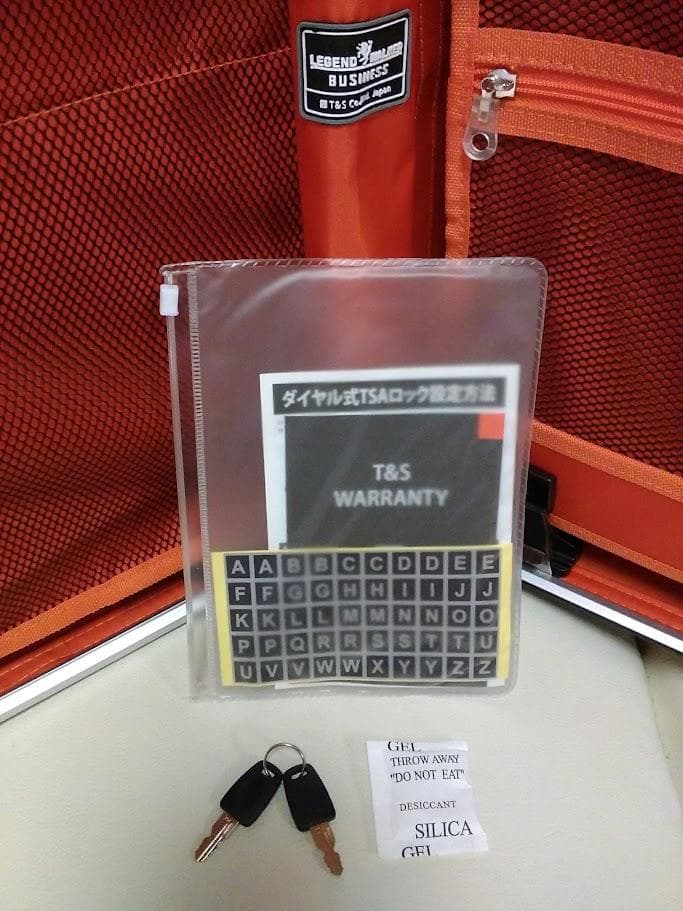 LEGEND WALKER
BUSINESS
T&S Co.,Ltd Japan
ダイヤル式TSAロック設定方法
T&S
WARRANTY
A A B B C C D D E E
F F G G H H I I J J
K K L L M M N N O O
P P Q R R S S T T U
U V V W W X Y Y Z Z
GEL
THROW AWAY
"DO NOT EAT"
DESICCANT
SILICA
GEL